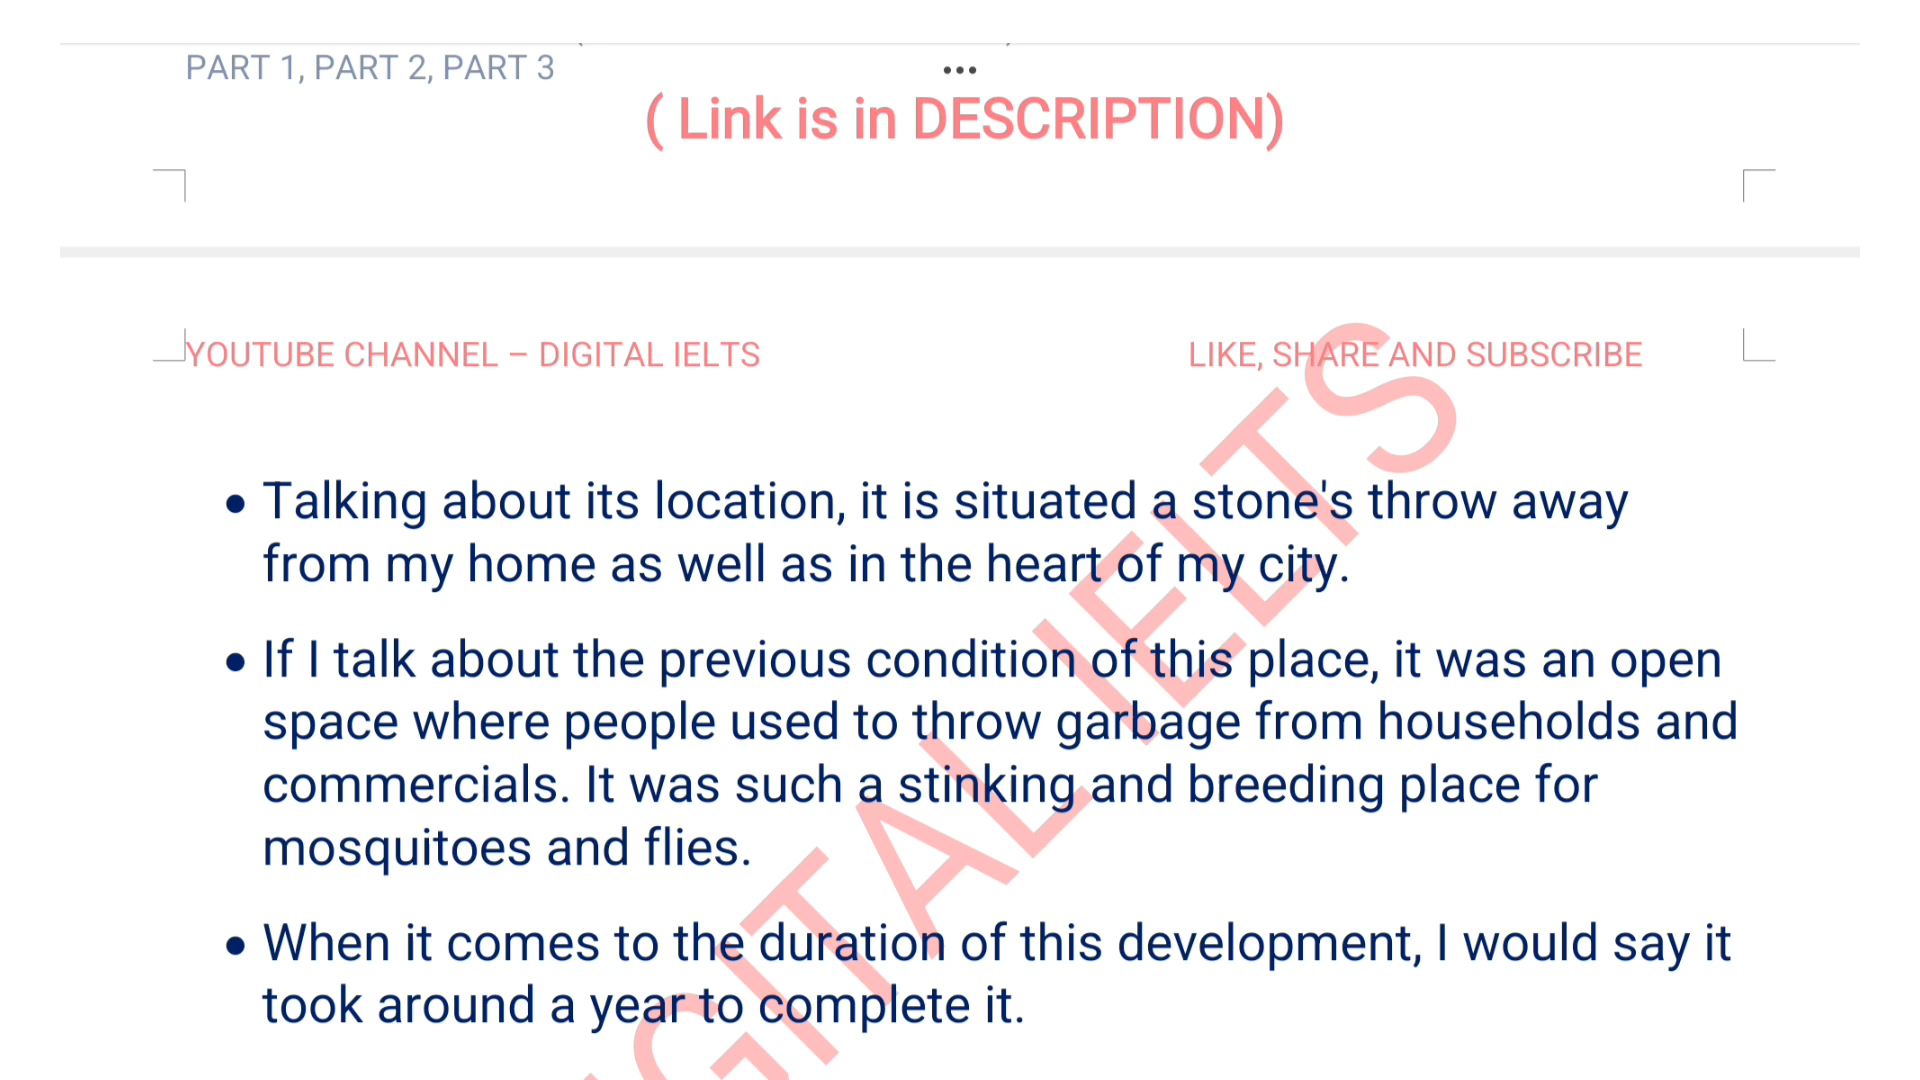 PART 1, PART 2, PART 3
( Link is in DESCRIPTION)
YOUTUBE CHANNEL – DIGITAL IELTS
LIKE, SHARE AND SUBSCRIBE
• Talking about its location, it is situated a stone's throw away
from my home as well as in the heart of my city.
• If I talk about the previous condition of this place, it was an open
space where people used to throw garbage from households and
commercials. It was such a stinking and breeding place for
mosquitoes and flies.
• When it comes to the duration of this development, I would say it
took around a year to complete it.
GITAL IELTS